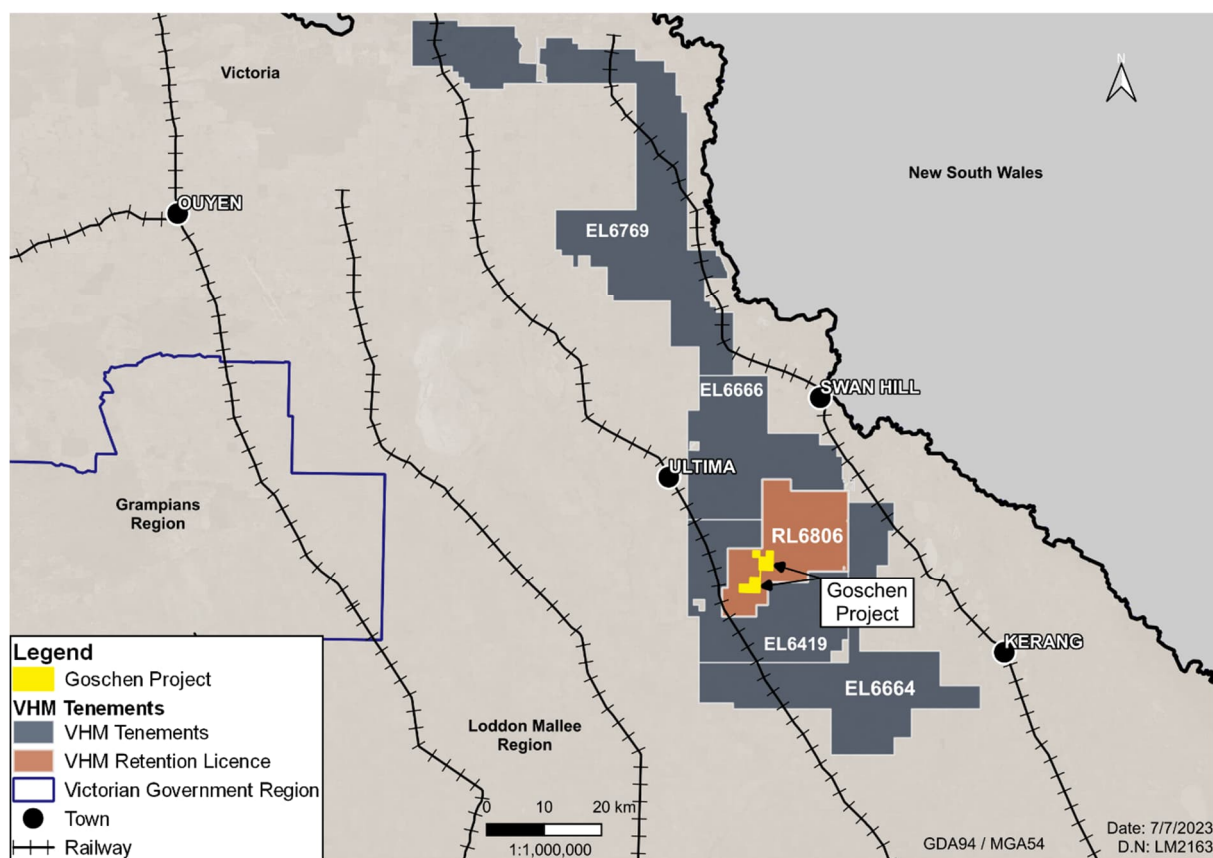 N
Victoria
New South Wales
OUYEN
EL6769
EL6666
SWAN HILL
ULTIMA
Grampians
Region
RL6806
Goschen
Project
EL6419
KERANG
EL6664
Loddon Mallee
Region
Legend
Goschen Project
VHM Tenements
VHM Tenements
VHM Retention Licence
Victorian Government Region
Town
Railway
0 10 20 km
1:1,000,000
GDA94 / MGA54
Date: 7/7/2023
D.N: LM2163